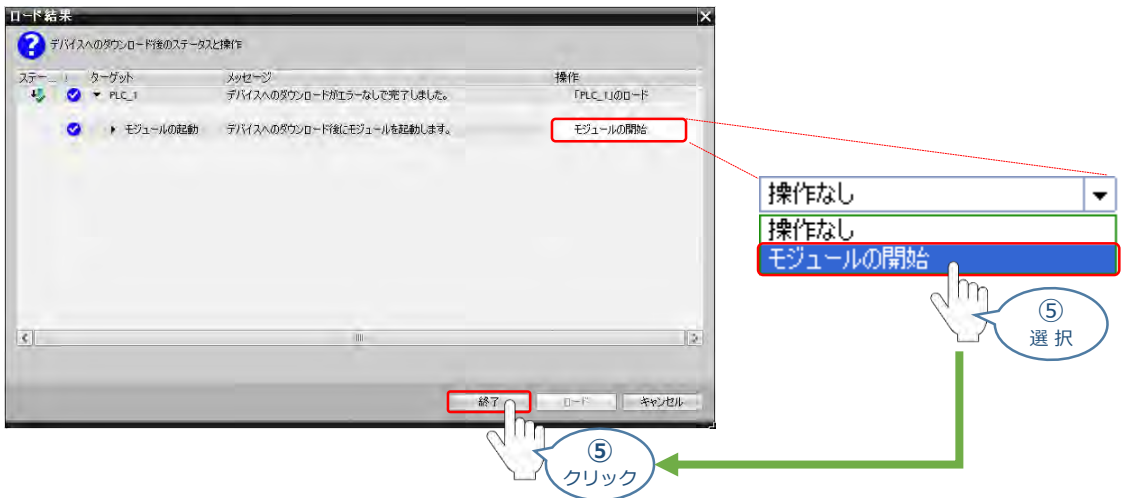 ロード結果
デバイスへのダウンロード後のステータスと操作
ステー... ! ターゲット メッセージ 操作
PLC_1 デバイスへのダウンロードがエラーなしで完了しました。 「PLC_1」のロード
モジュールの起動 デバイスへのダウンロード後にモジュールを起動します。 モジュールの開始
操作なし
操作なし
モジュールの開始
⑤
選 択
終了 ロード キャンセル
⑤
クリック